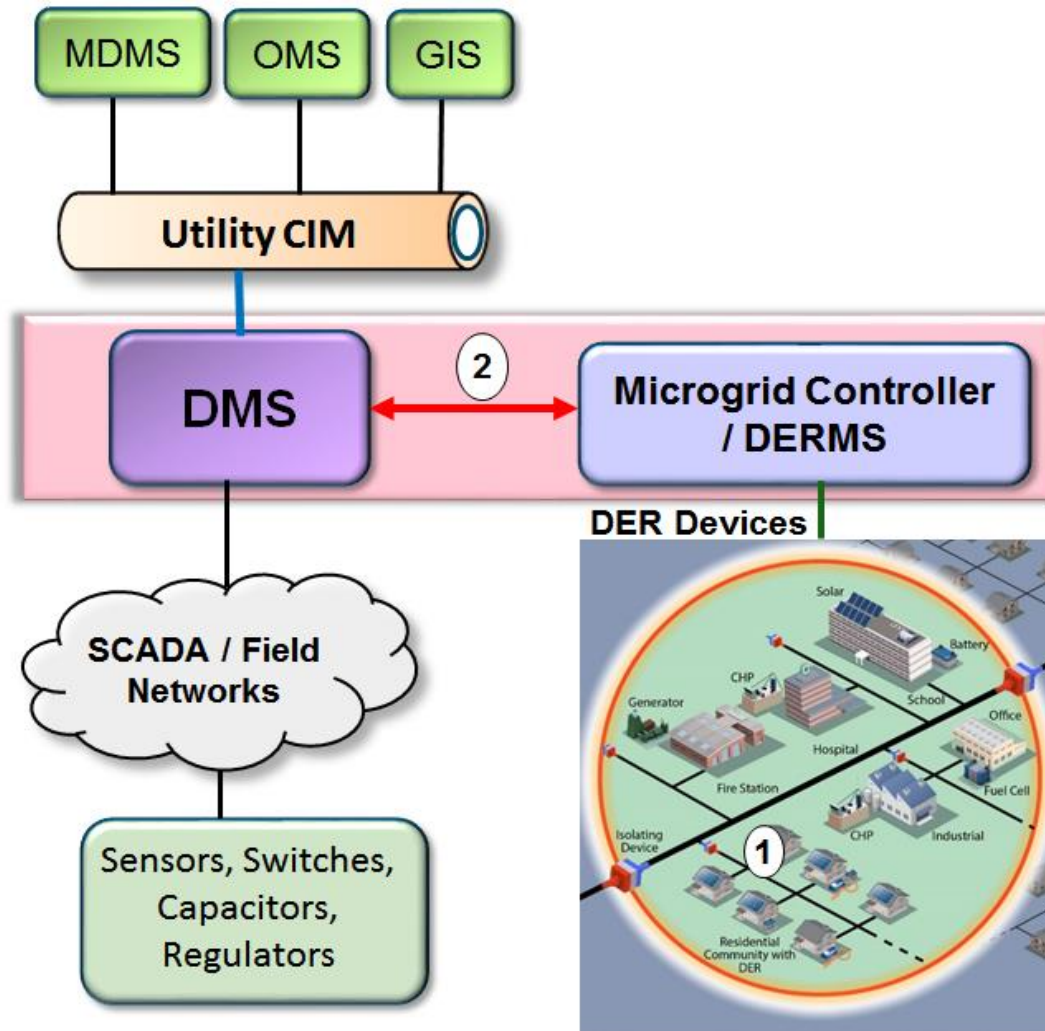 MDMS
OMS
GIS
Utility CIM
DMS
2
Microgrid Controller
/ DERMS
DER Devices
SCADA / Field
Networks
Sensors, Switches,
Capacitors,
Regulators
Solar
Battery
CHP
School
Generator
Office
Hospital
Fire Station
Fuel Cell
Isolating
Device
CHP
Industrial
1
Residential
Community with
DER